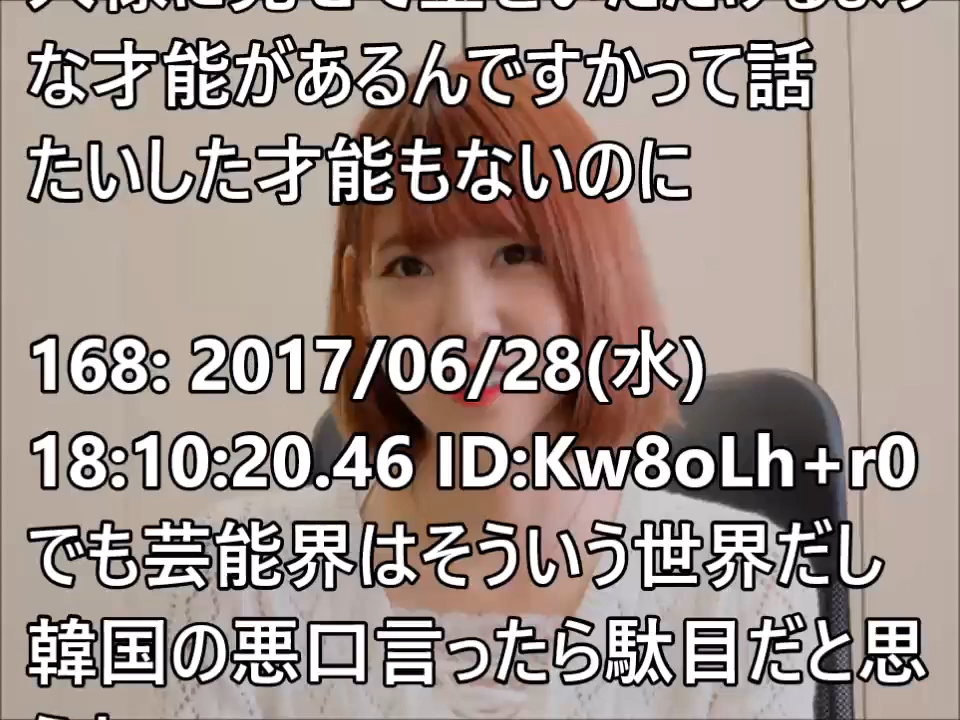 な才能があるんですかって話
たいした才能もないのに
168: 2017/06/28(水)
18:10:20.46 ID:Kw8oLh+r0
でも芸能界はそういう世界だし
韓国の悪口言ったら駄目だと思